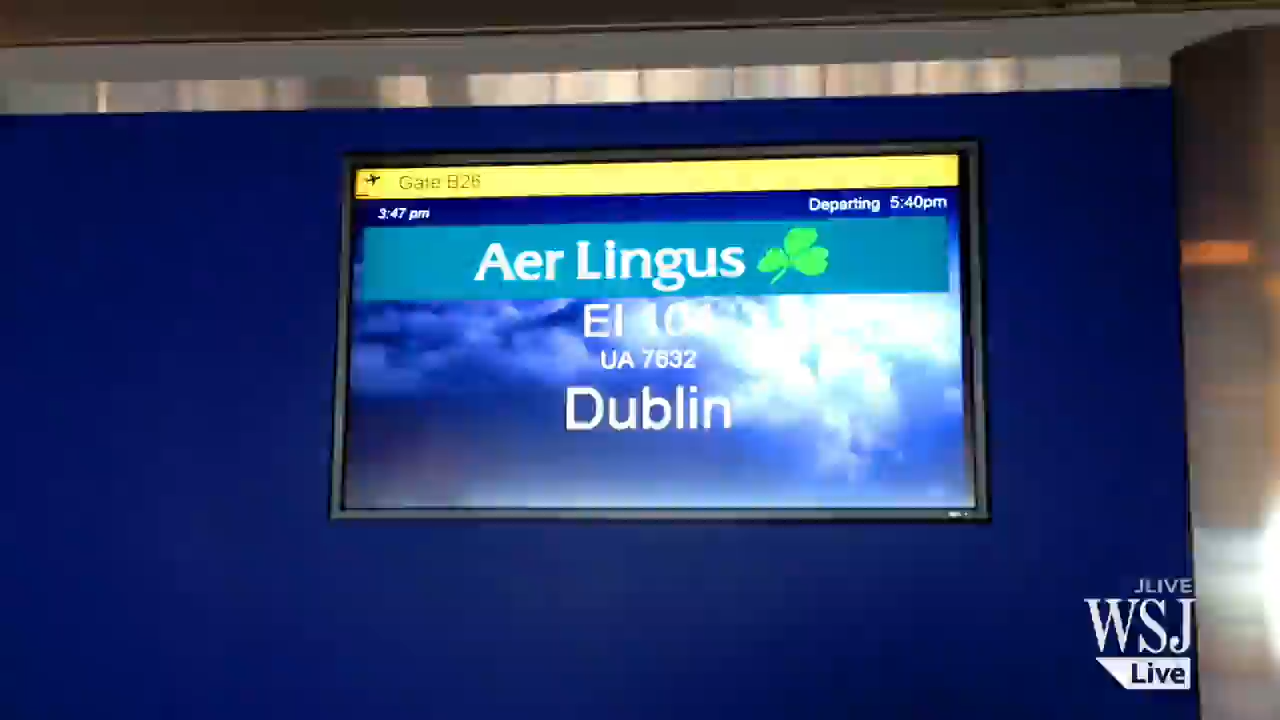 Gate B26
3:47 pm
Departing 5:40pm
Aer Lingus
EI
UA 7632
Dublin
JLIVE
WSJ
Live